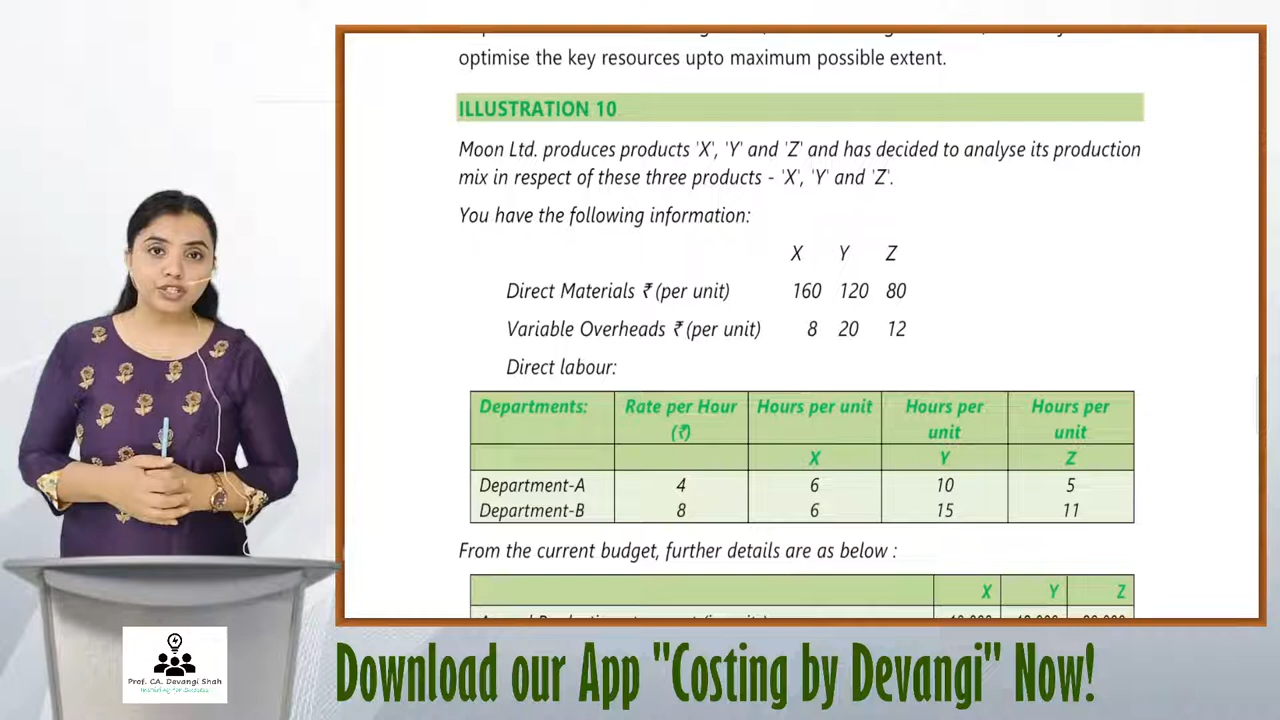 optimise the key resources upto maximum possible extent.
ILLUSTRATION 10
Moon Ltd. produces products 'X', 'Y' and 'Z' and has decided to analyse its production
mix in respect of these three products - 'X', 'Y' and 'Z'.
You have the following information:
X Y Z
Direct Materials ₹ (per unit) 160 120 80
Variable Overheads ₹ (per unit) 8 20 12
Direct labour:
Departments: Rate per Hour Hours per unit Hours per Hours per
(₹) unit unit
X Y Z
Department-A 4 6 10 5
Department-B 8 6 15 11
From the current budget, further details are as below :
X Y Z
Prof. CA. Devangi Shah
Download our App "Costing by Devangi" Now!